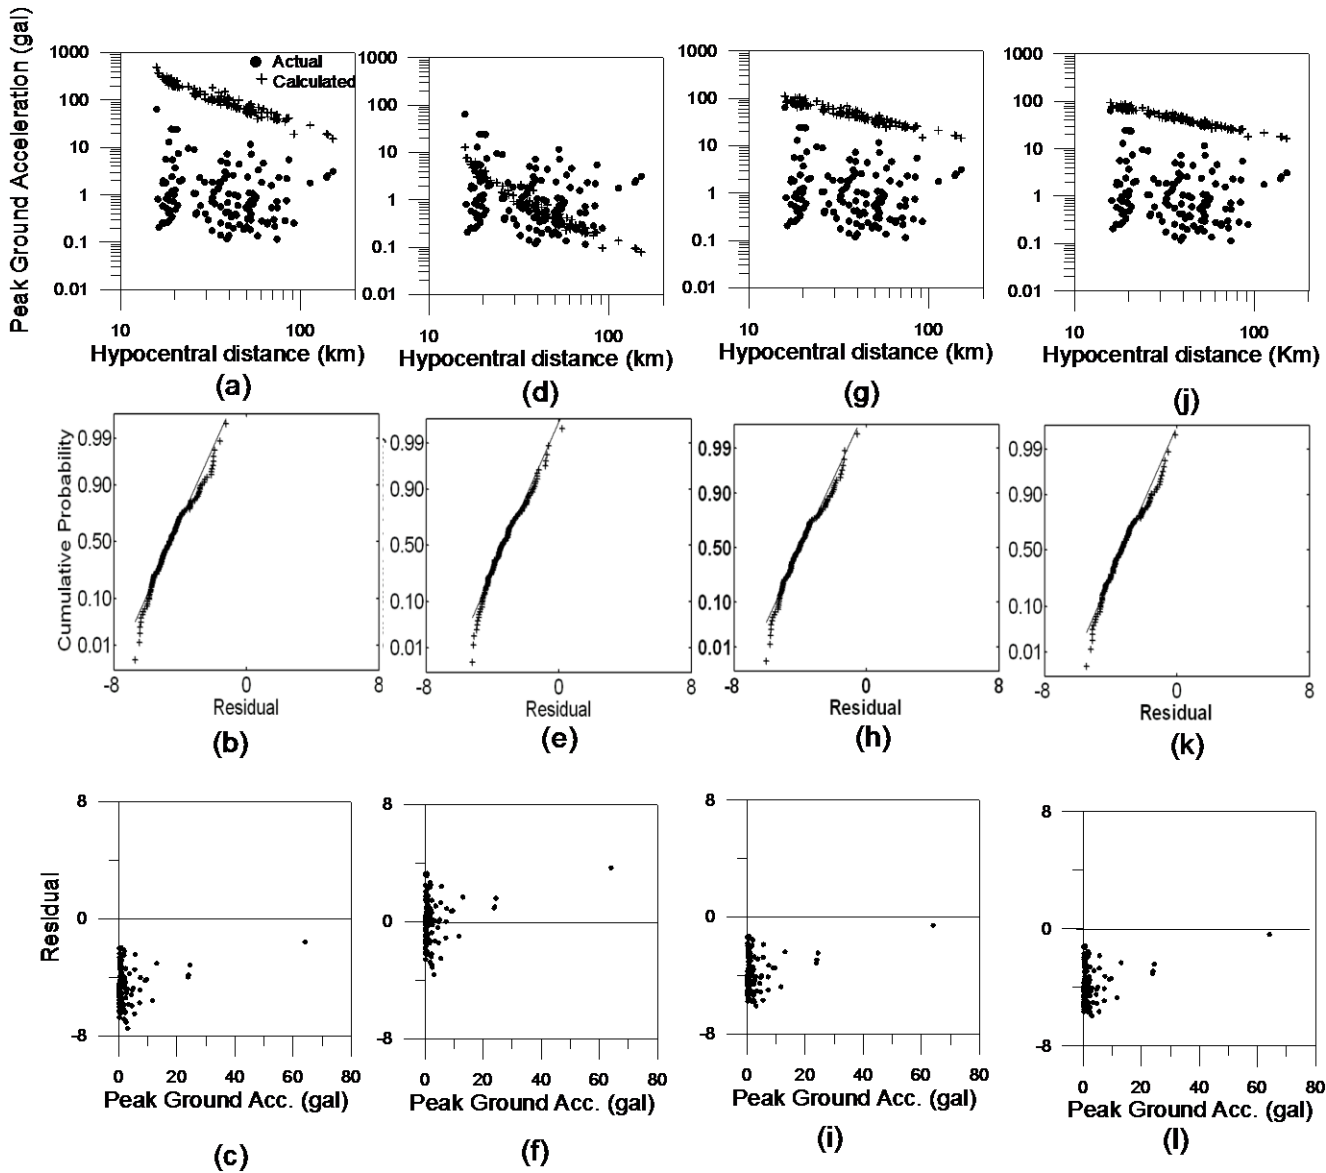 Peak Ground Acceleration (gal)
1000
100
10
1
0.1
0.01
Actual
Calculated
10
100
Hypocentral distance (km)
(a)
1000
100
10
1
0.1
0.01
10
100
Hypocentral distance (km)
(d)
1000
100
10
1
0.1
0.01
10
100
Hypocentral distance (km)
(g)
1000
100
10
1
0.1
0.01
10
100
Hypocentral distance (Km)
(j)
Cumulative Probability
0.99
0.90
0.50
0.10
0.01
-8
0
8
Residual
(b)
0.99
0.90
0.50
0.10
0.01
-8
0
8
Residual
(e)
0.99
0.90
0.50
0.10
0.01
-8
0
8
Residual
(h)
0.99
0.90
0.50
0.10
0.01
-8
0
8
Residual
(k)
Residual
8
0
-8
0 20 40 60 80
Peak Ground Acc. (gal)
(c)
8
0
-8
0 20 40 60 80
Peak Ground Acc. (gal)
(f)
8
0
-8
0 20 40 60 80
Peak Ground Acc. (gal)
(i)
8
0
-8
0 20 40 60 80
Peak Ground Acc. (gal)
(l)